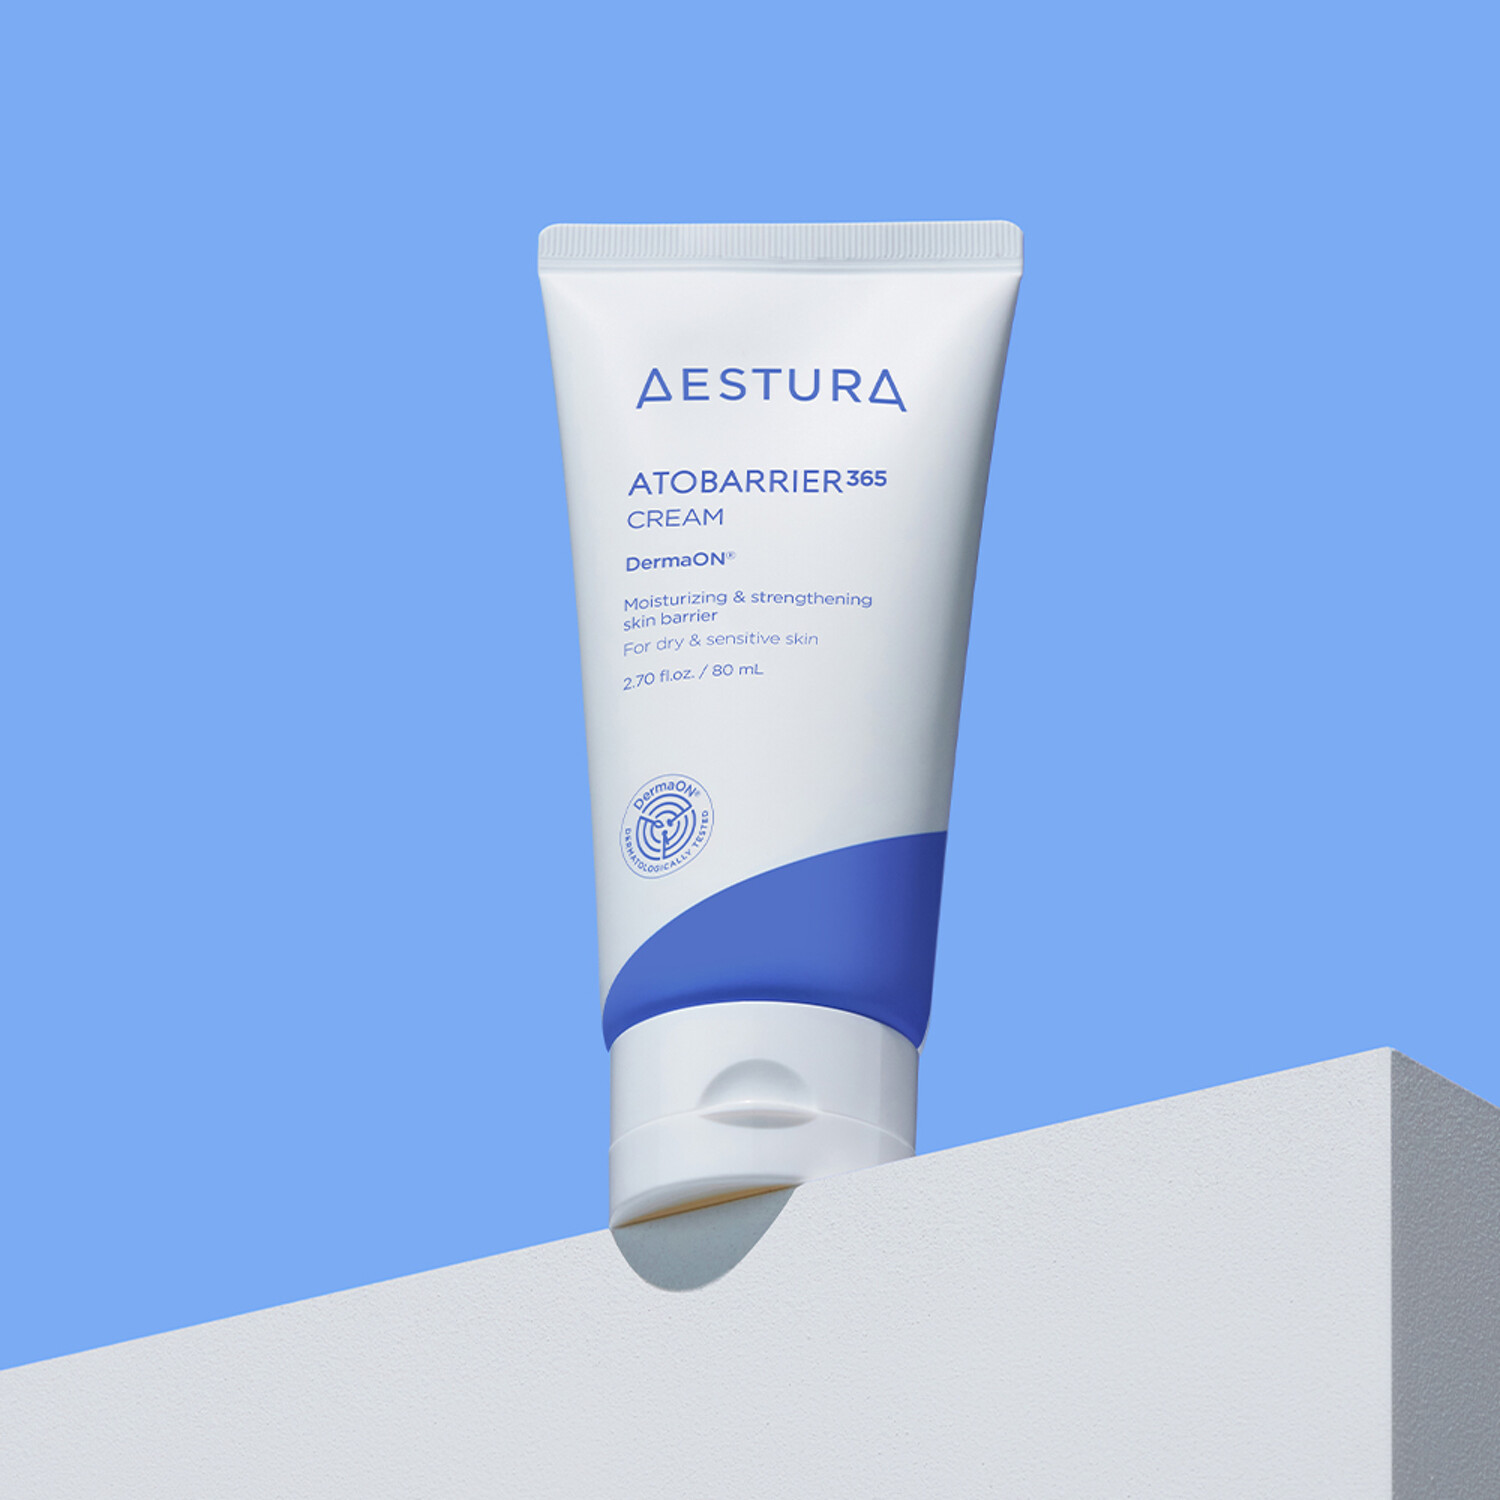 AESTURA
ATOBARRIER365
CREAM
DermaON®
Moisturizing & strengthening
skin barrier
For dry & sensitive skin
2.70 fl.oz. / 80 mL
DermaON®
DERMATOLOGICALLY TESTED